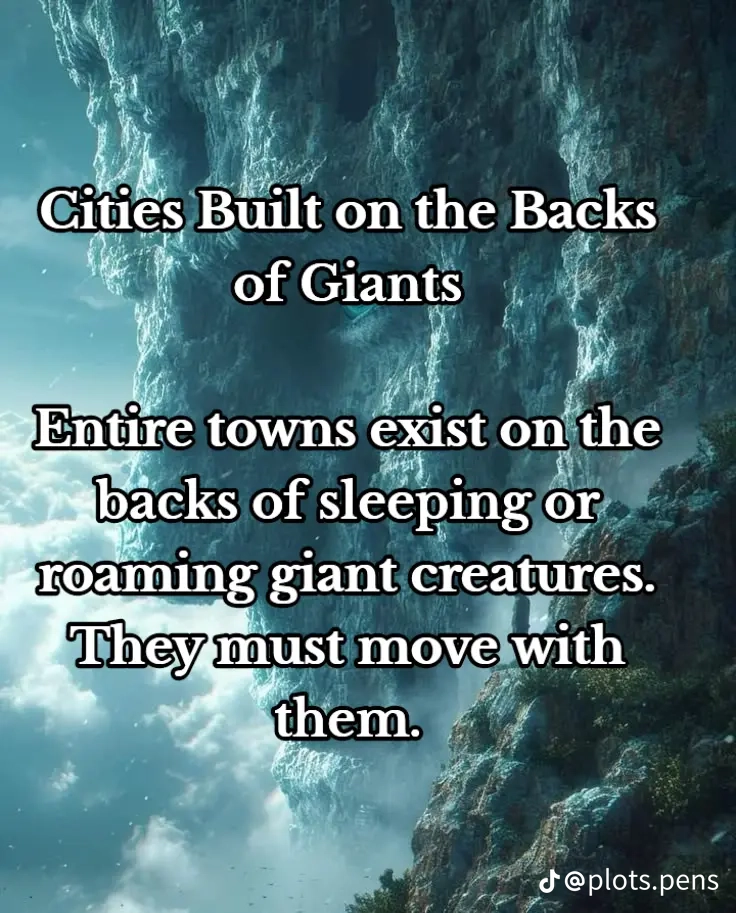 Cities Built on the Backs
of Giants
Entire towns exist on the
backs of sleeping or
roaming giant creatures.
They must move with
them.
@plots.pens